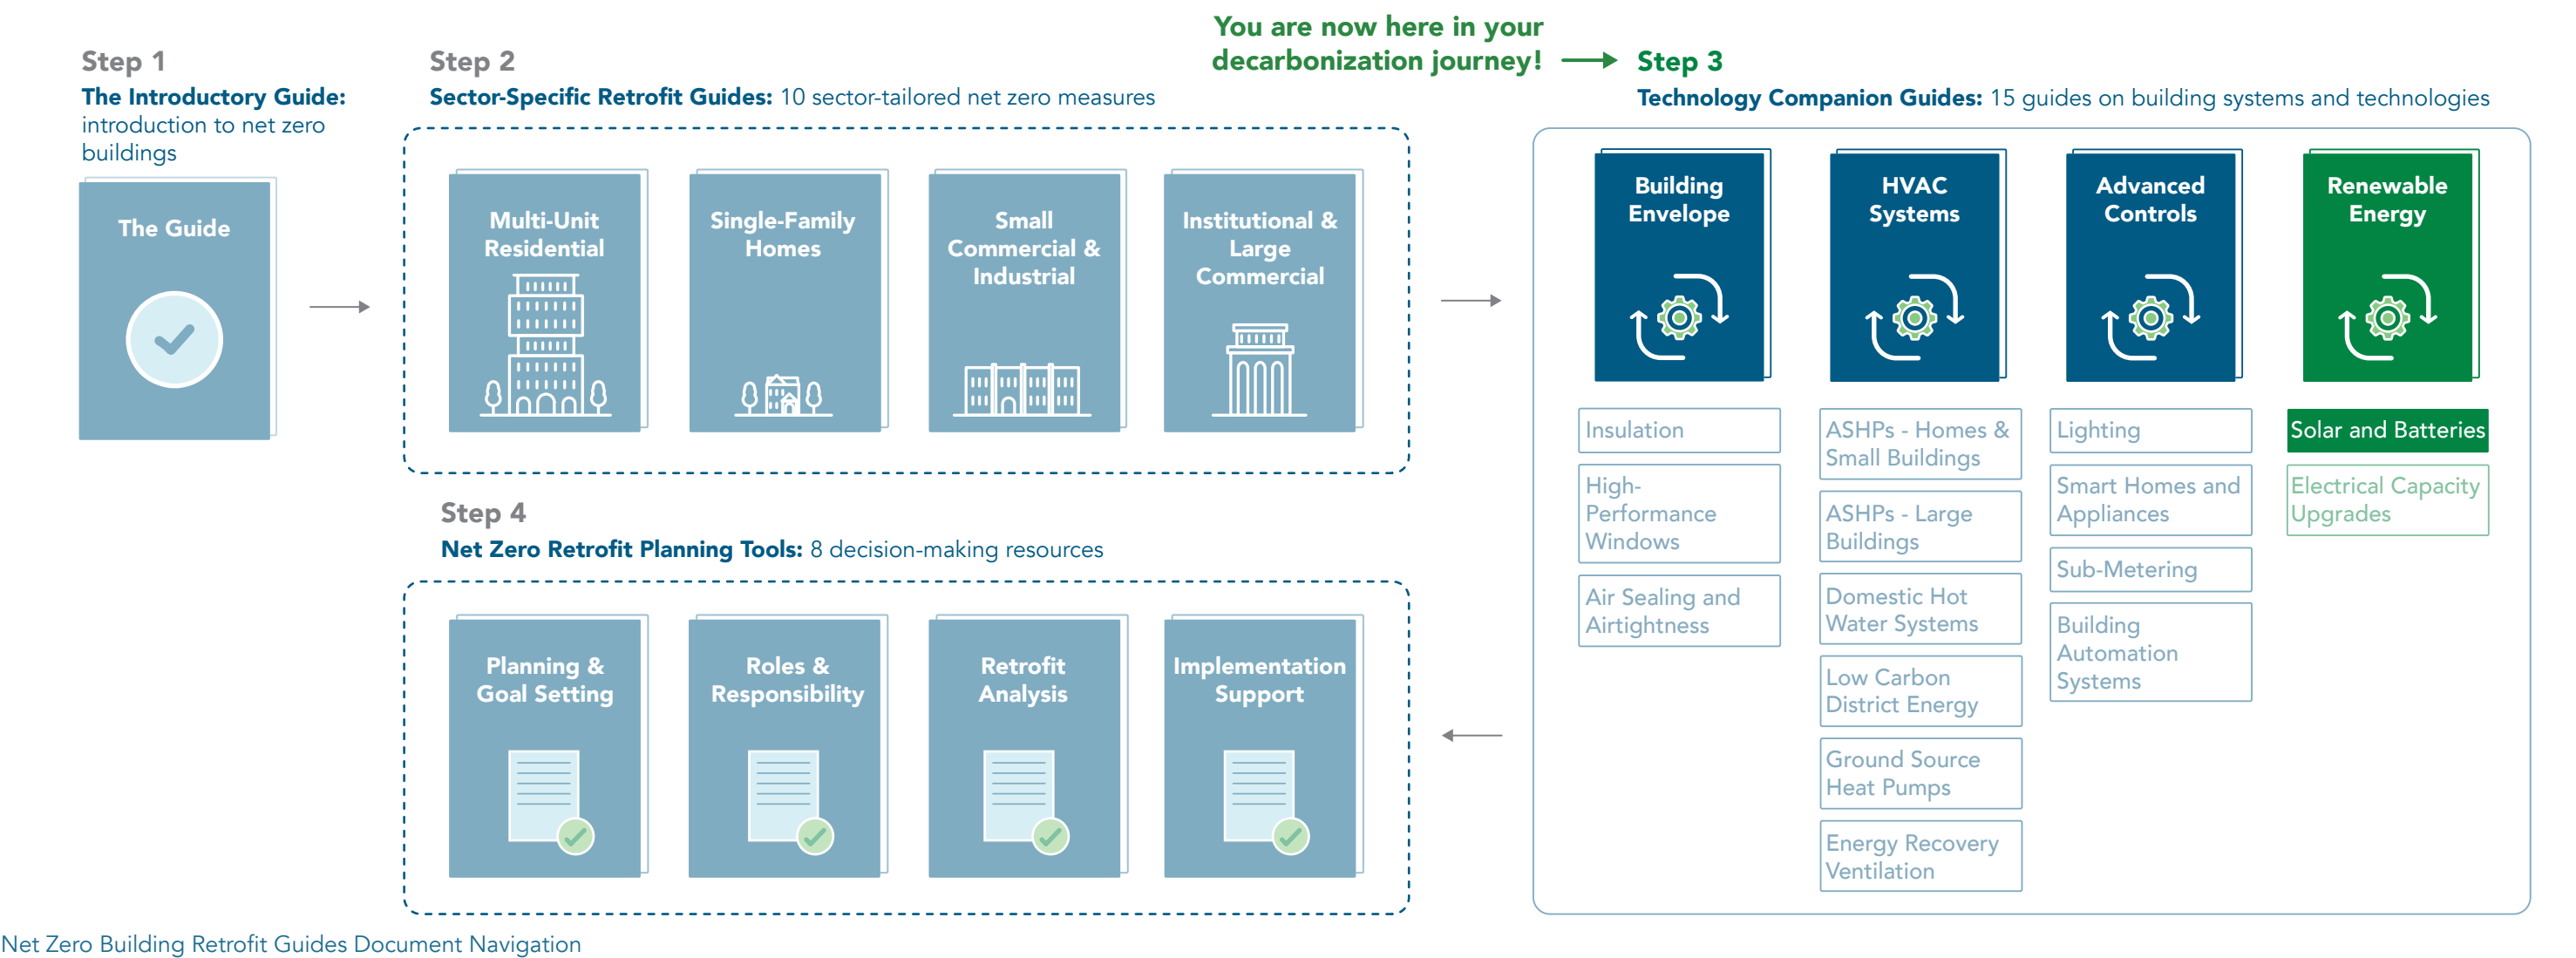 Step 1
The Introductory Guide:
introduction to net zero
buildings
The Guide
Step 2
Sector-Specific Retrofit Guides: 10 sector-tailored net zero measures
Multi-Unit
Residential
Single-Family
Homes
Small
Commercial &
Industrial
Institutional &
Large
Commercial
You are now here in your
decarbonization journey!
Step 3
Technology Companion Guides: 15 guides on building systems and technologies
Building
Envelope
Insulation
High-
Performance
Windows
Air Sealing and
Airtightness
HVAC
Systems
ASHPs - Homes &
Small Buildings
ASHPs - Large
Buildings
Domestic Hot
Water Systems
Low Carbon
District Energy
Ground Source
Heat Pumps
Energy Recovery
Ventilation
Advanced
Controls
Lighting
Smart Homes and
Appliances
Sub-Metering
Building
Automation
Systems
Renewable
Energy
Solar and Batteries
Electrical Capacity
Upgrades
Step 4
Net Zero Retrofit Planning Tools: 8 decision-making resources
Planning &
Goal Setting
Roles &
Responsibility
Retrofit
Analysis
Implementation
Support
Net Zero Building Retrofit Guides Document Navigation